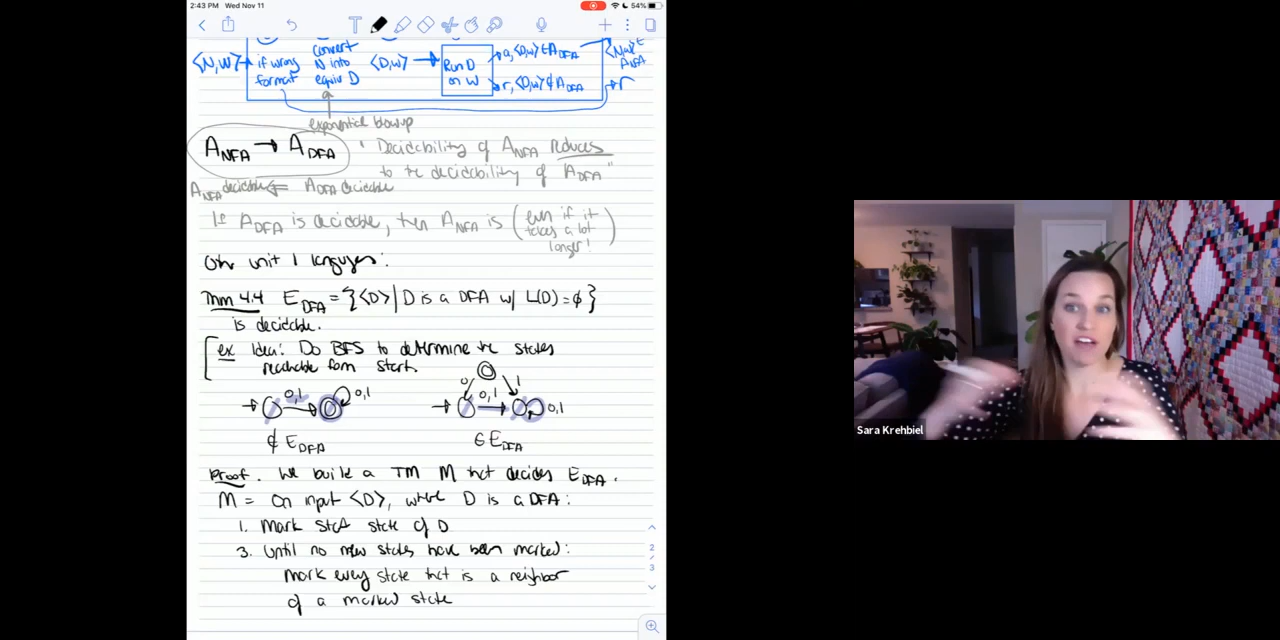 2:43 PM Wed Nov 11
54%
convert
⟨N,W⟩ if wrong N into ⟨D,w⟩ Run D a, ⟨D,w⟩ ∈ A_DFA
format equiv D on W r, ⟨D,w⟩ ∉ A_DFA r
exponential blowup
A_NFA → A_DFA "Decidability of A_NFA reduces
to the decidability of A_DFA"
A_NFA decidable ⇐ A_DFA decidable
If A_DFA is decidable, then A_NFA is (even if it
takes a lot
longer!)
Other unit 1 languages:
Thm 4.4 E_DFA = {⟨D⟩ | D is a DFA w/ L(D) = ∅}
is decidable.
ex Idea: Do BFS to determine the states
reachable from start.
0,1 0,1 0 1 0,1 0,1
∉ E_DFA ∈ E_DFA
Proof. We build a TM M that decides E_DFA.
M = on input ⟨D⟩, where D is a DFA:
1. Mark start state of D
3. Until no new states have been marked:
mark every state that is a neighbor
of a marked state
2
3
Sara Krehbiel